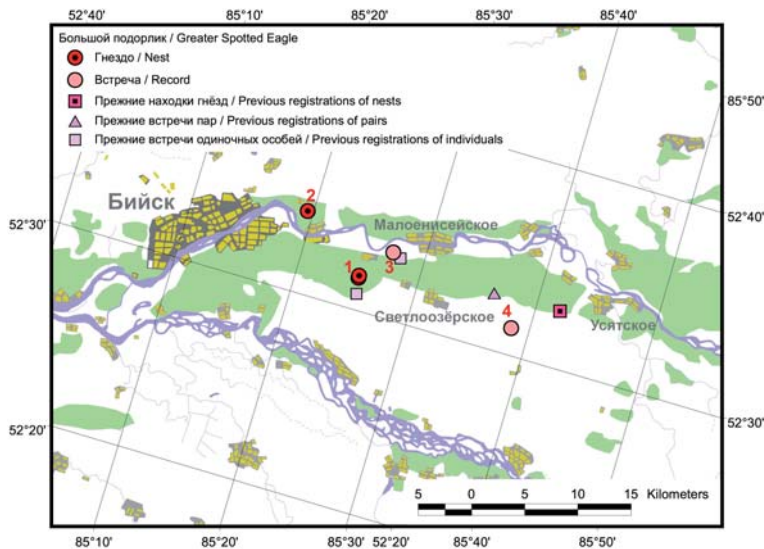 52°40' 85°10' 85°20' 85°30' 85°40'
Большой подорлик / Greater Spotted Eagle
Гнездо / Nest
Встреча / Record
Прежние находки гнёзд / Previous registrations of nests
Прежние встречи пар / Previous registrations of pairs
Прежние встречи одиночных особей / Previous registrations of individuals
85°50'
Бийск
2
52°30'
Малоенисейское
52°40'
1
3
Светлоозёрское
4
Усятское
52°20'
52°30'
5 0 5 10 15 Kilometers
85°10' 85°20' 85°30' 52°20' 85°40' 85°50'